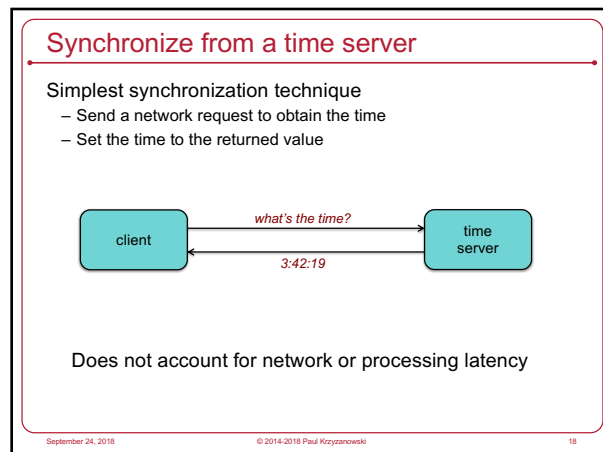 Synchronize from a time server
Simplest synchronization technique
– Send a network request to obtain the time
– Set the time to the returned value
what's the time?
client
time
server
3:42:19
Does not account for network or processing latency
September 24, 2018
© 2014-2018 Paul Krzyzanowski
18